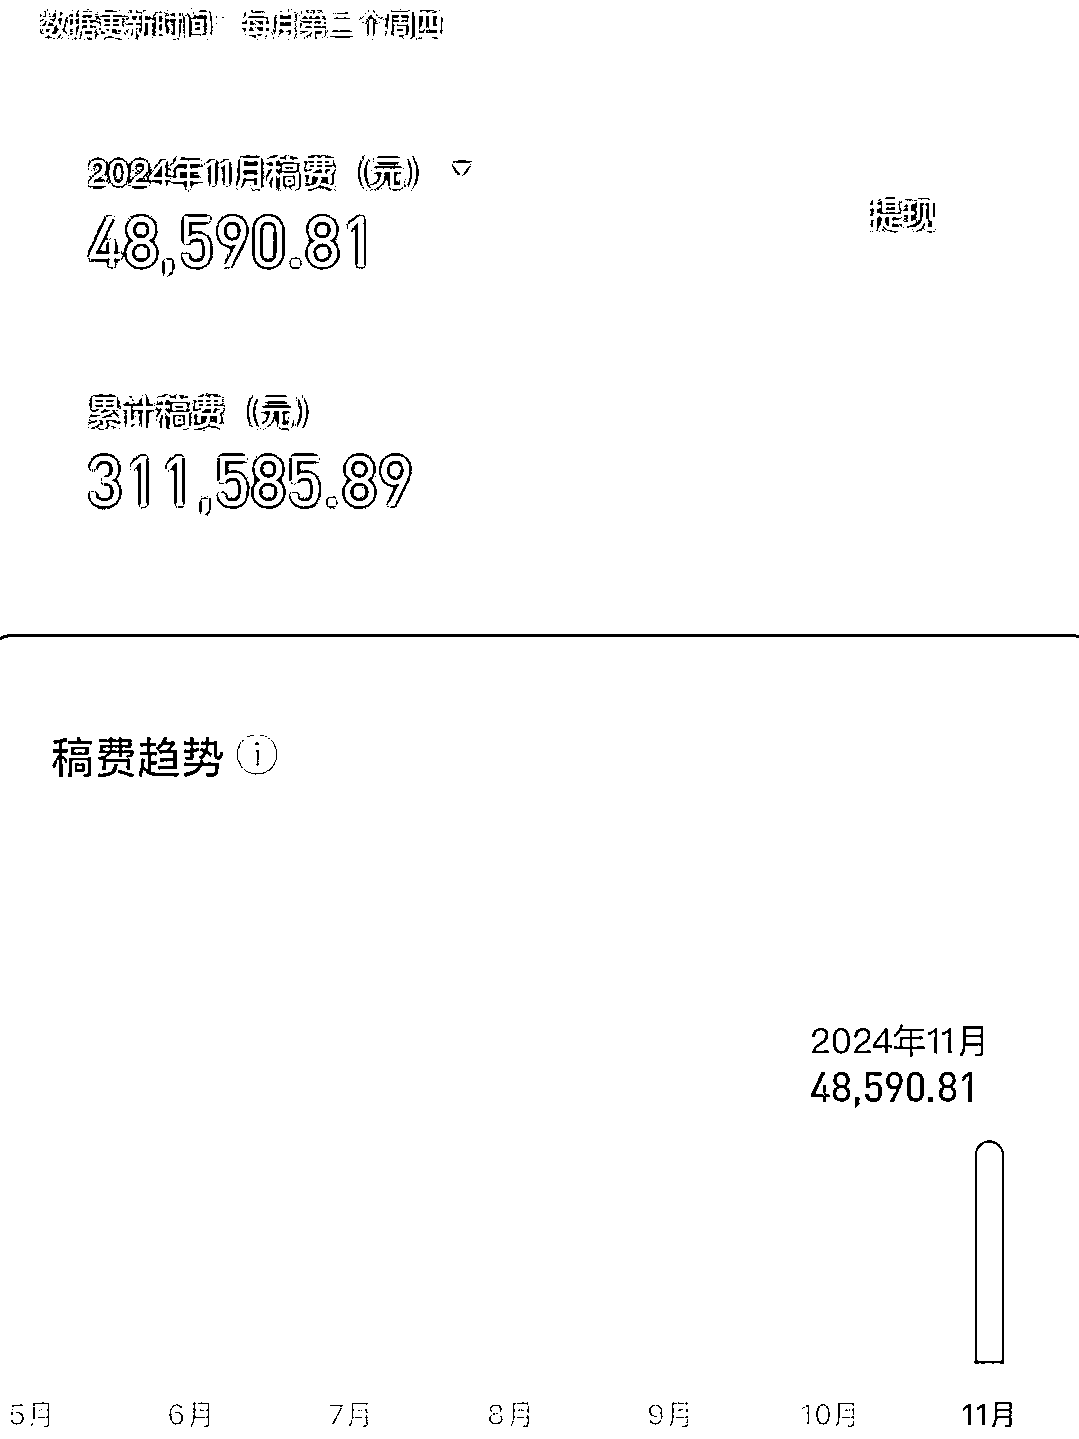 数据更新时间：每月第三个周四
2024年11月稿费（元）
48,590.81
提现
累计稿费（元）
311,585.89
稿费趋势
2024年11月
48,590.81
5月 6月 7月 8月 9月 10月 11月